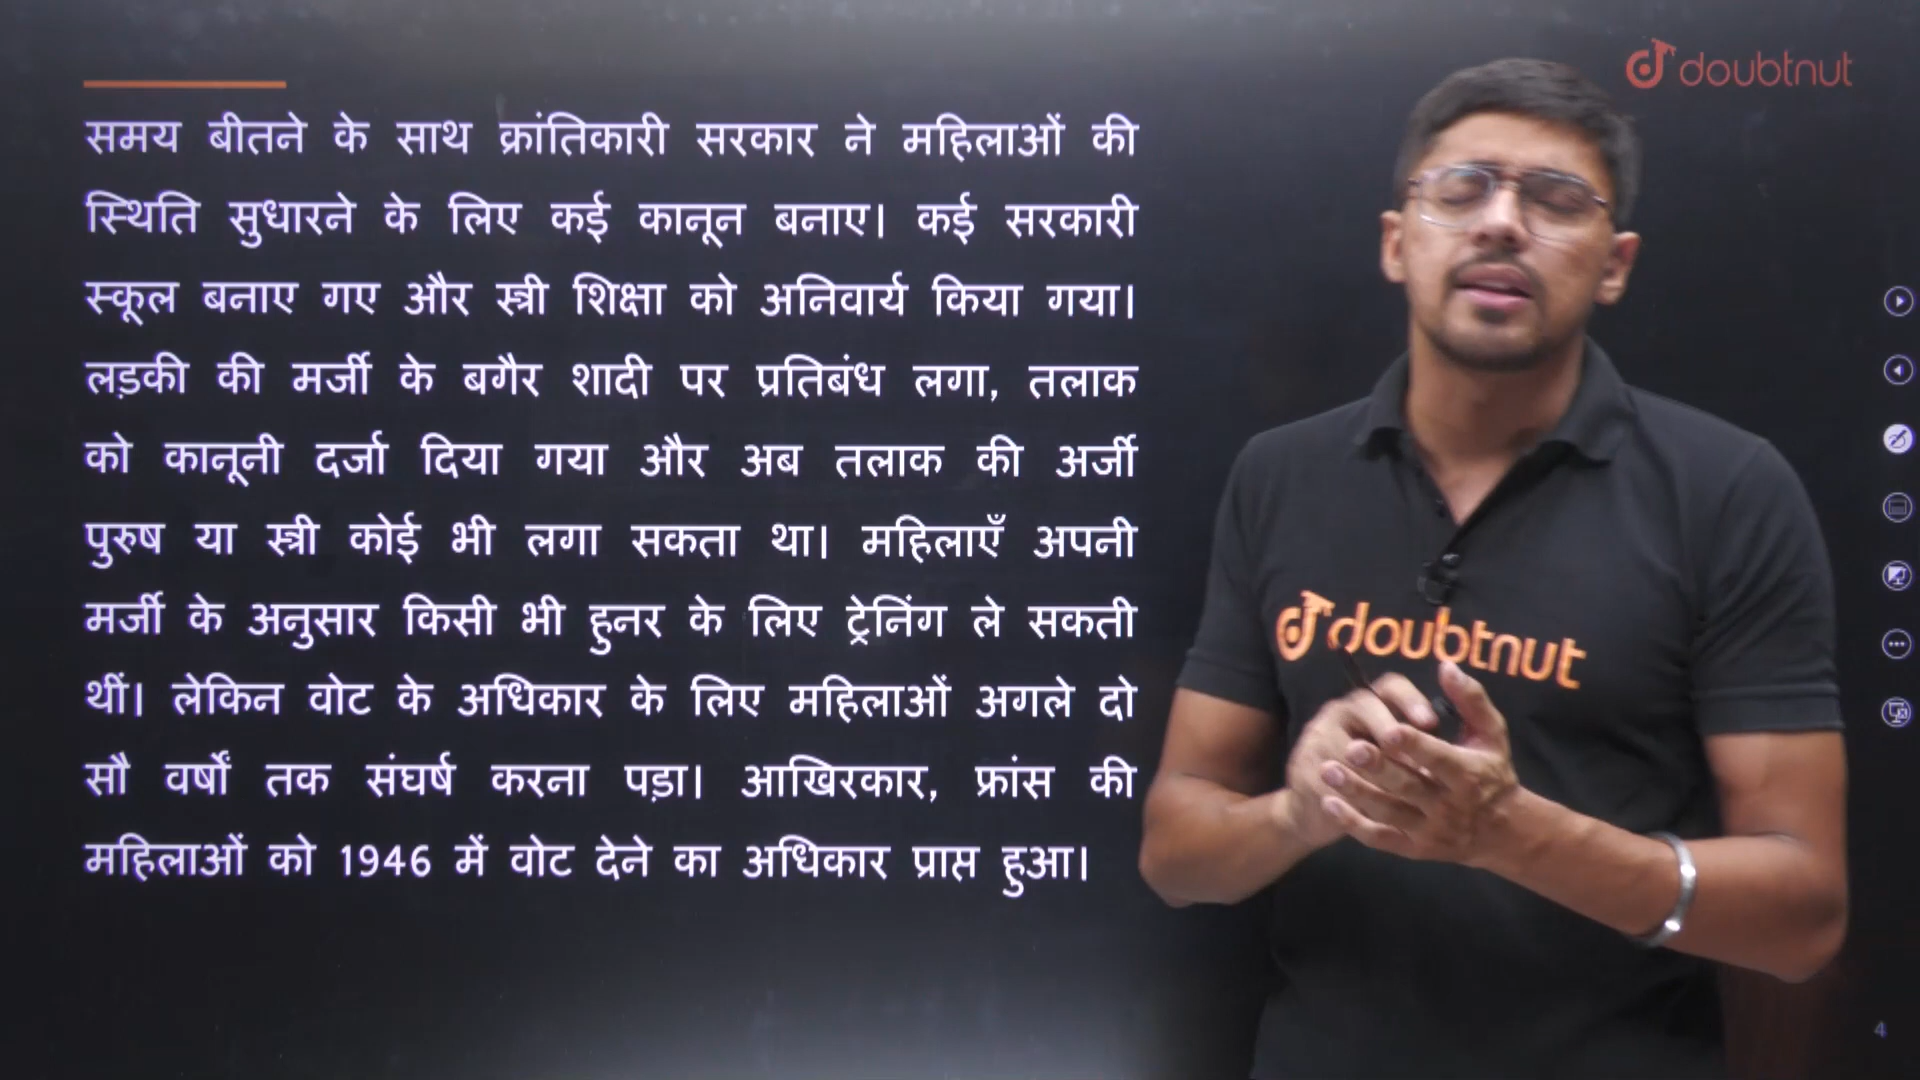 doubtnut
समय बीतने के साथ क्रांतिकारी सरकार ने महिलाओं की
स्थिति सुधारने के लिए कई कानून बनाए। कई सरकारी
स्कूल बनाए गए और स्त्री शिक्षा को अनिवार्य किया गया।
लड़की की मर्जी के बगैर शादी पर प्रतिबंध लगा, तलाक
को कानूनी दर्जा दिया गया और अब तलाक की अर्जी
पुरुष या स्त्री कोई भी लगा सकता था। महिलाएँ अपनी
मर्जी के अनुसार किसी भी हुनर के लिए ट्रेनिंग ले सकती
थीं। लेकिन वोट के अधिकार के लिए महिलाओं अगले दो
सौ वर्षों तक संघर्ष करना पड़ा। आखिरकार, फ्रांस की
महिलाओं को 1946 में वोट देने का अधिकार प्राप्त हुआ।
doubtnut
4